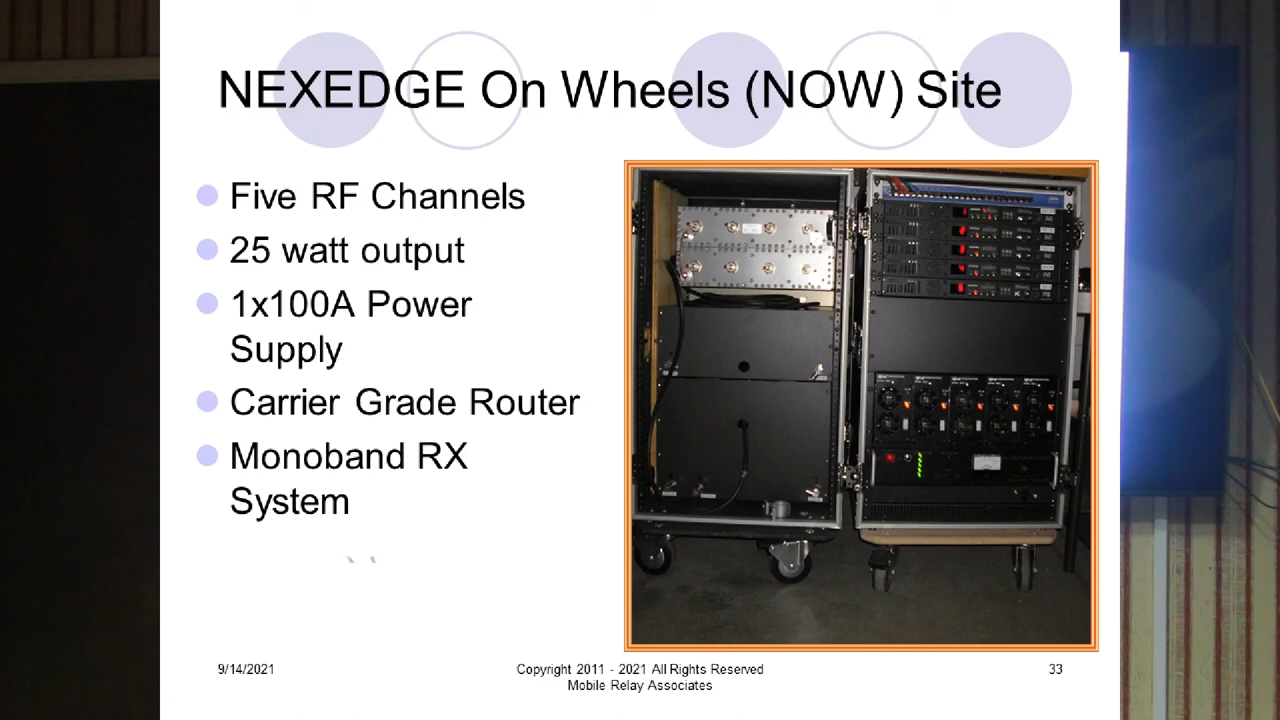 NEXEDGE On Wheels (NOW) Site
Five RF Channels
25 watt output
1x100A Power
Supply
Carrier Grade Router
Monoband RX
System
9/14/2021
Copyright 2011 - 2021 All Rights Reserved
Mobile Relay Associates
33